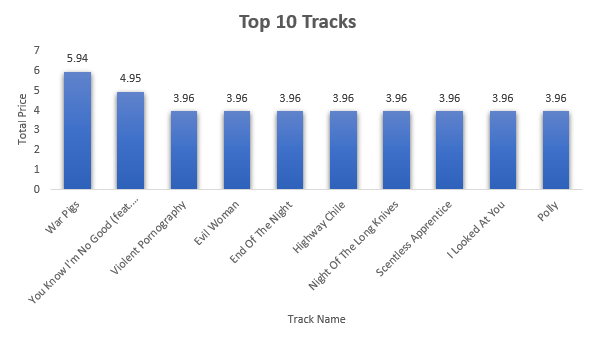 Top 10 Tracks
Total Price
7
6
5
4
3
2
1
0
5.94
4.95
3.96
3.96
3.96
3.96
3.96
3.96
3.96
3.96
War Pigs
You Know I'm No Good (feat....
Violent Pornography
Evil Woman
End Of The Night
Highway Chile
Night Of The Long Knives
Scentless Apprentice
I Looked At You
Polly
Track Name